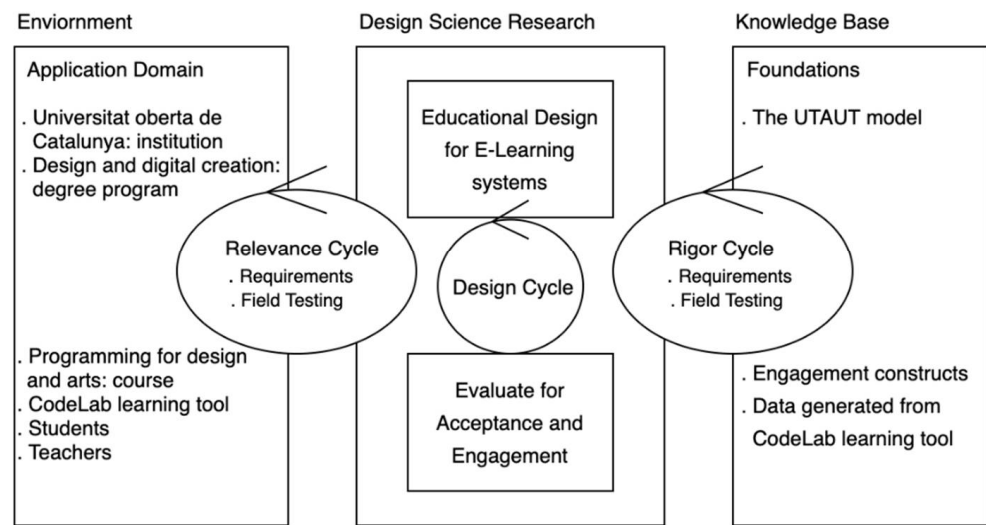 Enviornment
Application Domain
. Universitat oberta de
Catalunya: institution
. Design and digital creation:
degree program
Relevance Cycle
. Requirements
. Field Testing
. Programming for design
and arts: course
. CodeLab learning tool
. Students
. Teachers
Design Science Research
Educational Design
for E-Learning
systems
Design Cycle
Evaluate for
Acceptance and
Engagement
Knowledge Base
Foundations
. The UTAUT model
Rigor Cycle
. Requirements
. Field Testing
. Engagement constructs
. Data generated from
CodeLab learning tool